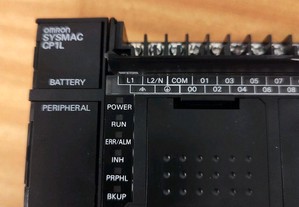 omron
SYSMAC
CP1L
BATTERY
PERIPHERAL
L1 L2/N COM 01 03 05 07
00 02 04 06 08
POWER
RUN
ERR/ALM
INH
PRPHL
BKUP